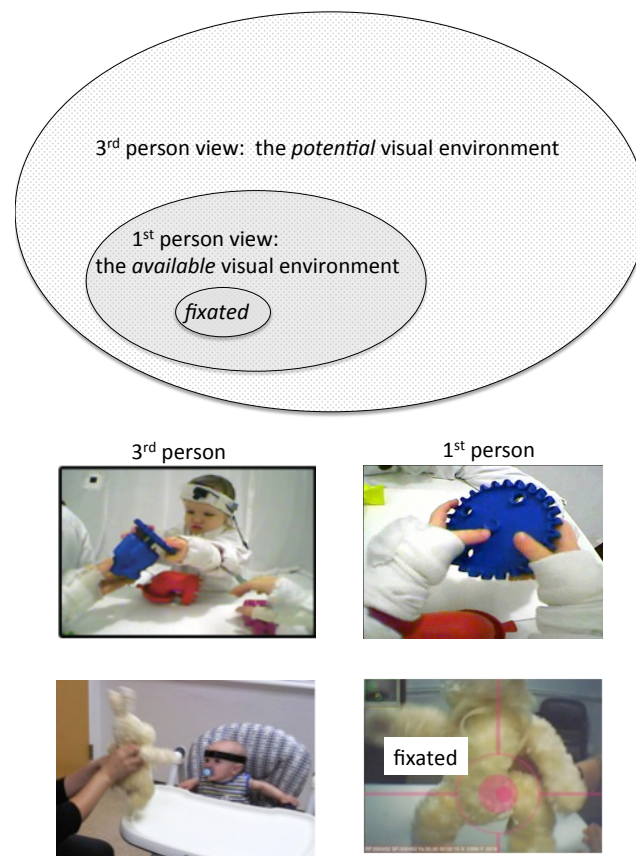 3rd person view: the potential visual environment
1st person view:
the available visual environment
fixated
3rd person
1st person
fixated